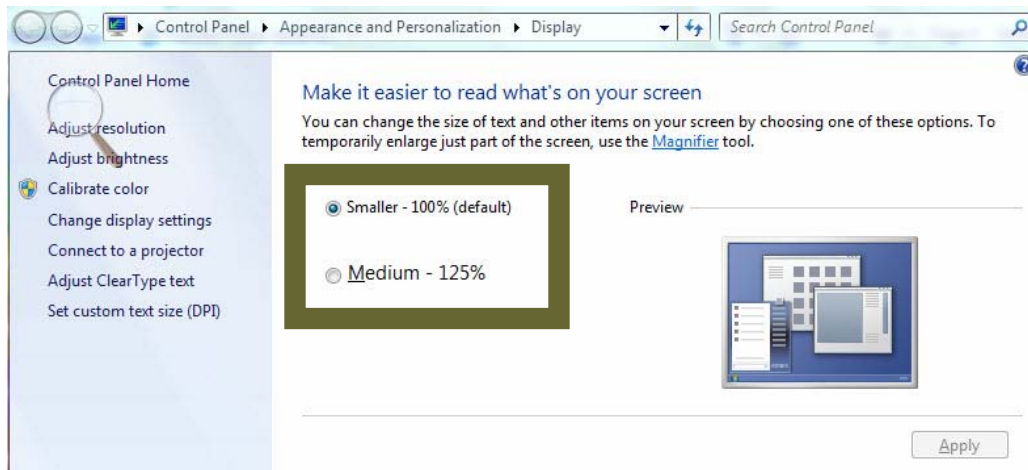 Control Panel Appearance and Personalization Display Search Control Panel
Control Panel Home
Adjust resolution
Adjust brightness
Calibrate color
Change display settings
Connect to a projector
Adjust ClearType text
Set custom text size (DPI)
Make it easier to read what's on your screen
You can change the size of text and other items on your screen by choosing one of these options. To
temporarily enlarge just part of the screen, use the Magnifier tool.
Smaller - 100% (default)
Medium - 125%
Preview
Apply